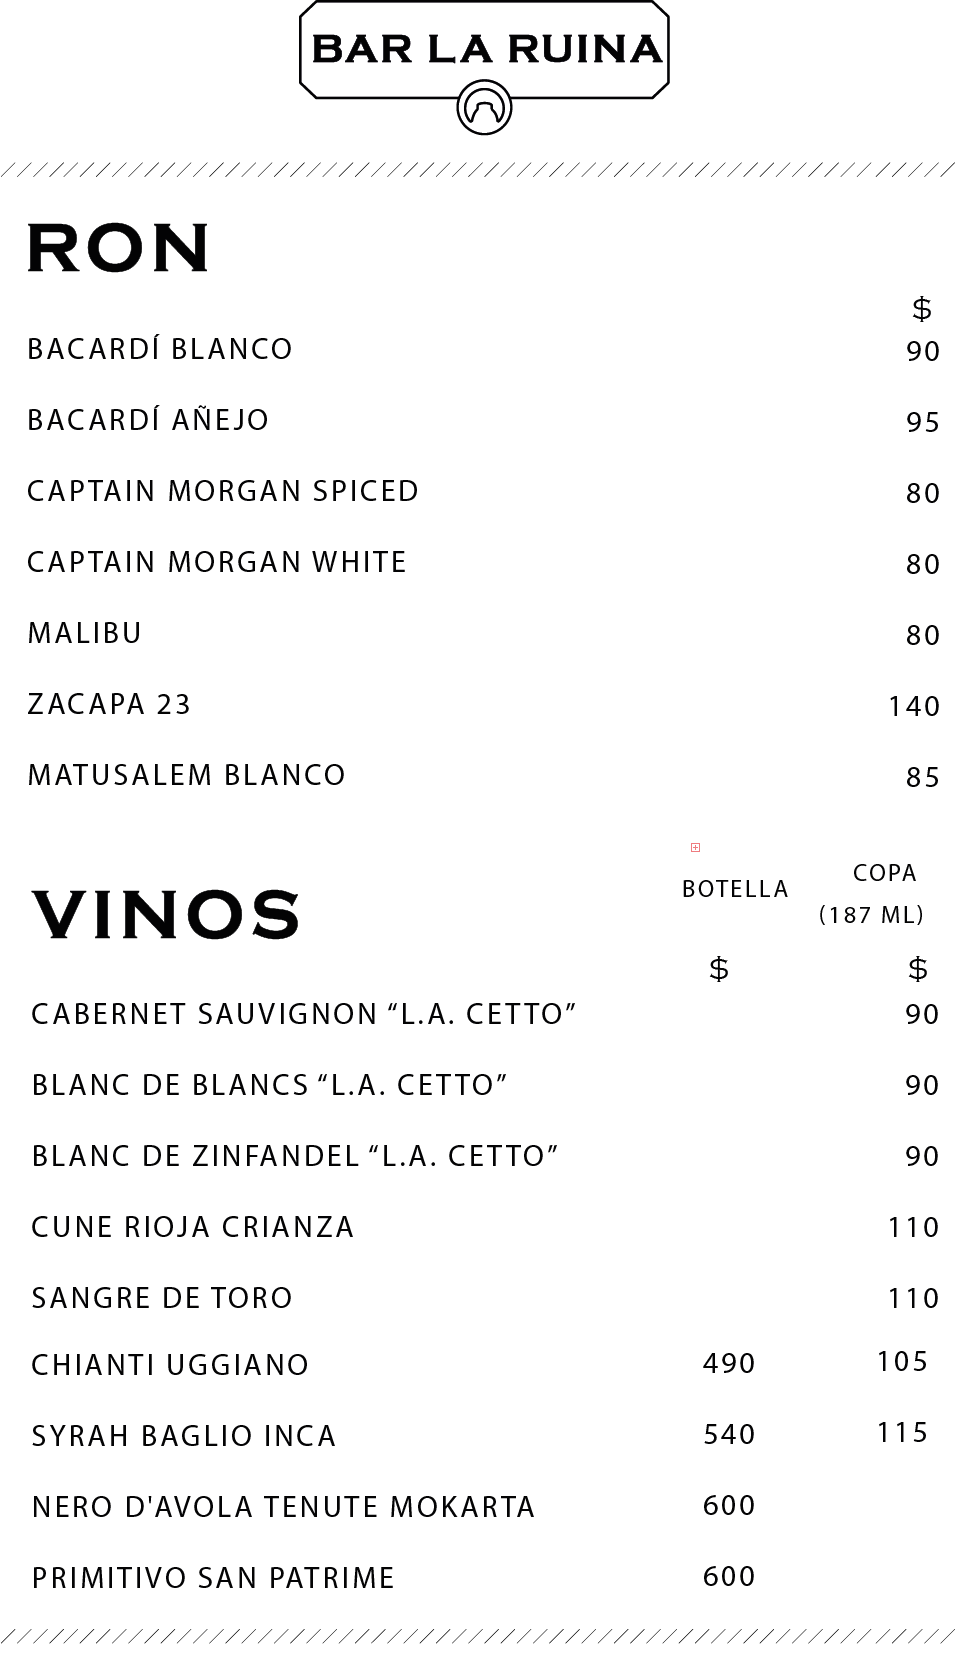 BAR LA RUINA
RON
$
BACARDÍ BLANCO 90
BACARDÍ AÑEJO 95
CAPTAIN MORGAN SPICED 80
CAPTAIN MORGAN WHITE 80
MALIBU 80
ZACAPA 23 140
MATUSALEM BLANCO 85
VINOS BOTELLA COPA
(187 ML)
$ $
CABERNET SAUVIGNON “L.A. CETTO” 90
BLANC DE BLANCS “L.A. CETTO” 90
BLANC DE ZINFANDEL “L.A. CETTO” 90
CUNE RIOJA CRIANZA 110
SANGRE DE TORO 110
CHIANTI UGGIANO 490 105
SYRAH BAGLIO INCA 540 115
NERO D'AVOLA TENUTE MOKARTA 600
PRIMITIVO SAN PATRIME 600